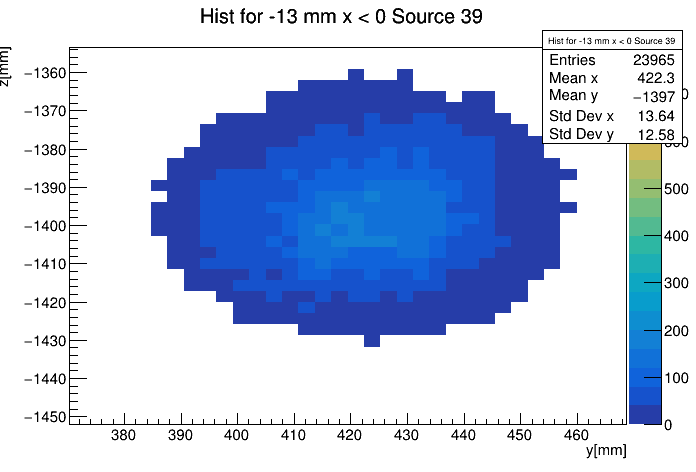 Hist for -13 mm x < 0 Source 39
z[mm]
Hist for -13 mm x < 0 Source 39
Entries 23965
Mean x 422.3
Mean y −1397
Std Dev x 13.64
Std Dev y 12.58
−1360
−1370
−1380
−1390
−1400
−1410
−1420
−1430
−1440
−1450
380 390 400 410 420 430 440 450 460
y[mm]
500
400
300
200
100
0